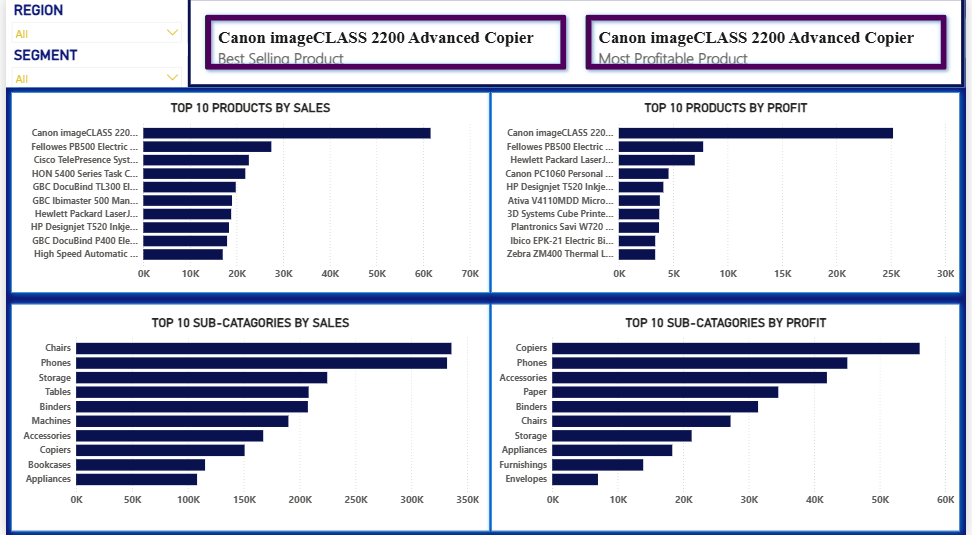 REGION
All
SEGMENT
All
Canon imageCLASS 2200 Advanced Copier
Best Selling Product
Canon imageCLASS 2200 Advanced Copier
Most Profitable Product
TOP 10 PRODUCTS BY SALES
Canon imageCLASS 220...
Fellowes PB500 Electric ...
Cisco TelePresence Syst...
HON 5400 Series Task C...
GBC DocuBind TL300 El...
GBC Ibimaster 500 Man...
Hewlett Packard LaserJ...
HP Designjet T520 Inkje...
GBC DocuBind P400 Ele...
High Speed Automatic ...
0K 10K 20K 30K 40K 50K 60K 70K
TOP 10 PRODUCTS BY PROFIT
Canon imageCLASS 220...
Fellowes PB500 Electric ...
Hewlett Packard LaserJ...
Canon PC1060 Personal ...
HP Designjet T520 Inkje...
Ativa V4110MDD Micro...
3D Systems Cube Printe...
Plantronics Savi W720 ...
Ibico EPK-21 Electric Bi...
Zebra ZM400 Thermal L...
0K 5K 10K 15K 20K 25K 30K
TOP 10 SUB-CATAGORIES BY SALES
Chairs
Phones
Storage
Tables
Binders
Machines
Accessories
Copiers
Bookcases
Appliances
0K 50K 100K 150K 200K 250K 300K 350K
TOP 10 SUB-CATAGORIES BY PROFIT
Copiers
Phones
Accessories
Paper
Binders
Chairs
Storage
Appliances
Furnishings
Envelopes
0K 10K 20K 30K 40K 50K 60K